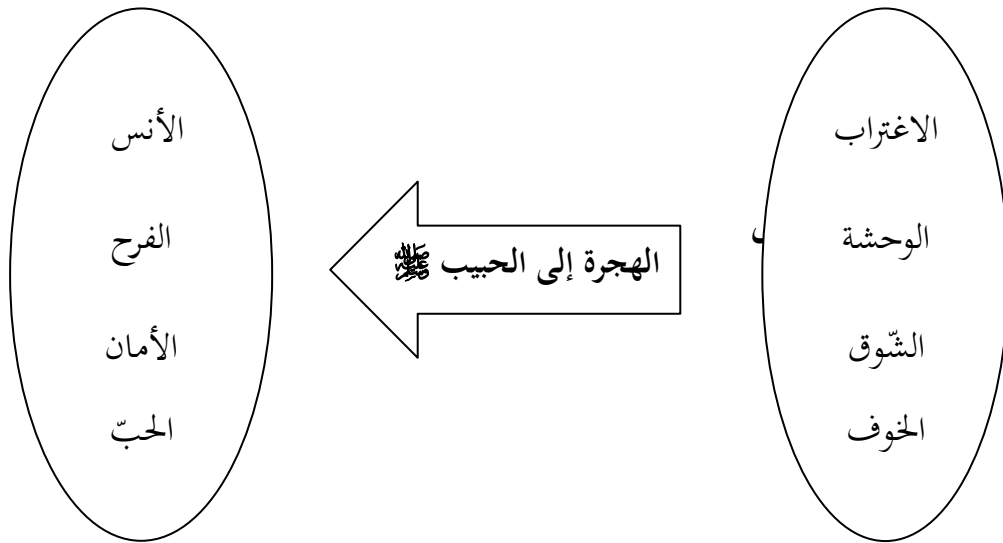 الاغتراب
الوحشة
الشّوق
الخوف
الهجرة إلى الحبيب ﷺ
الأنس
الفرح
الأمان
الحبّ